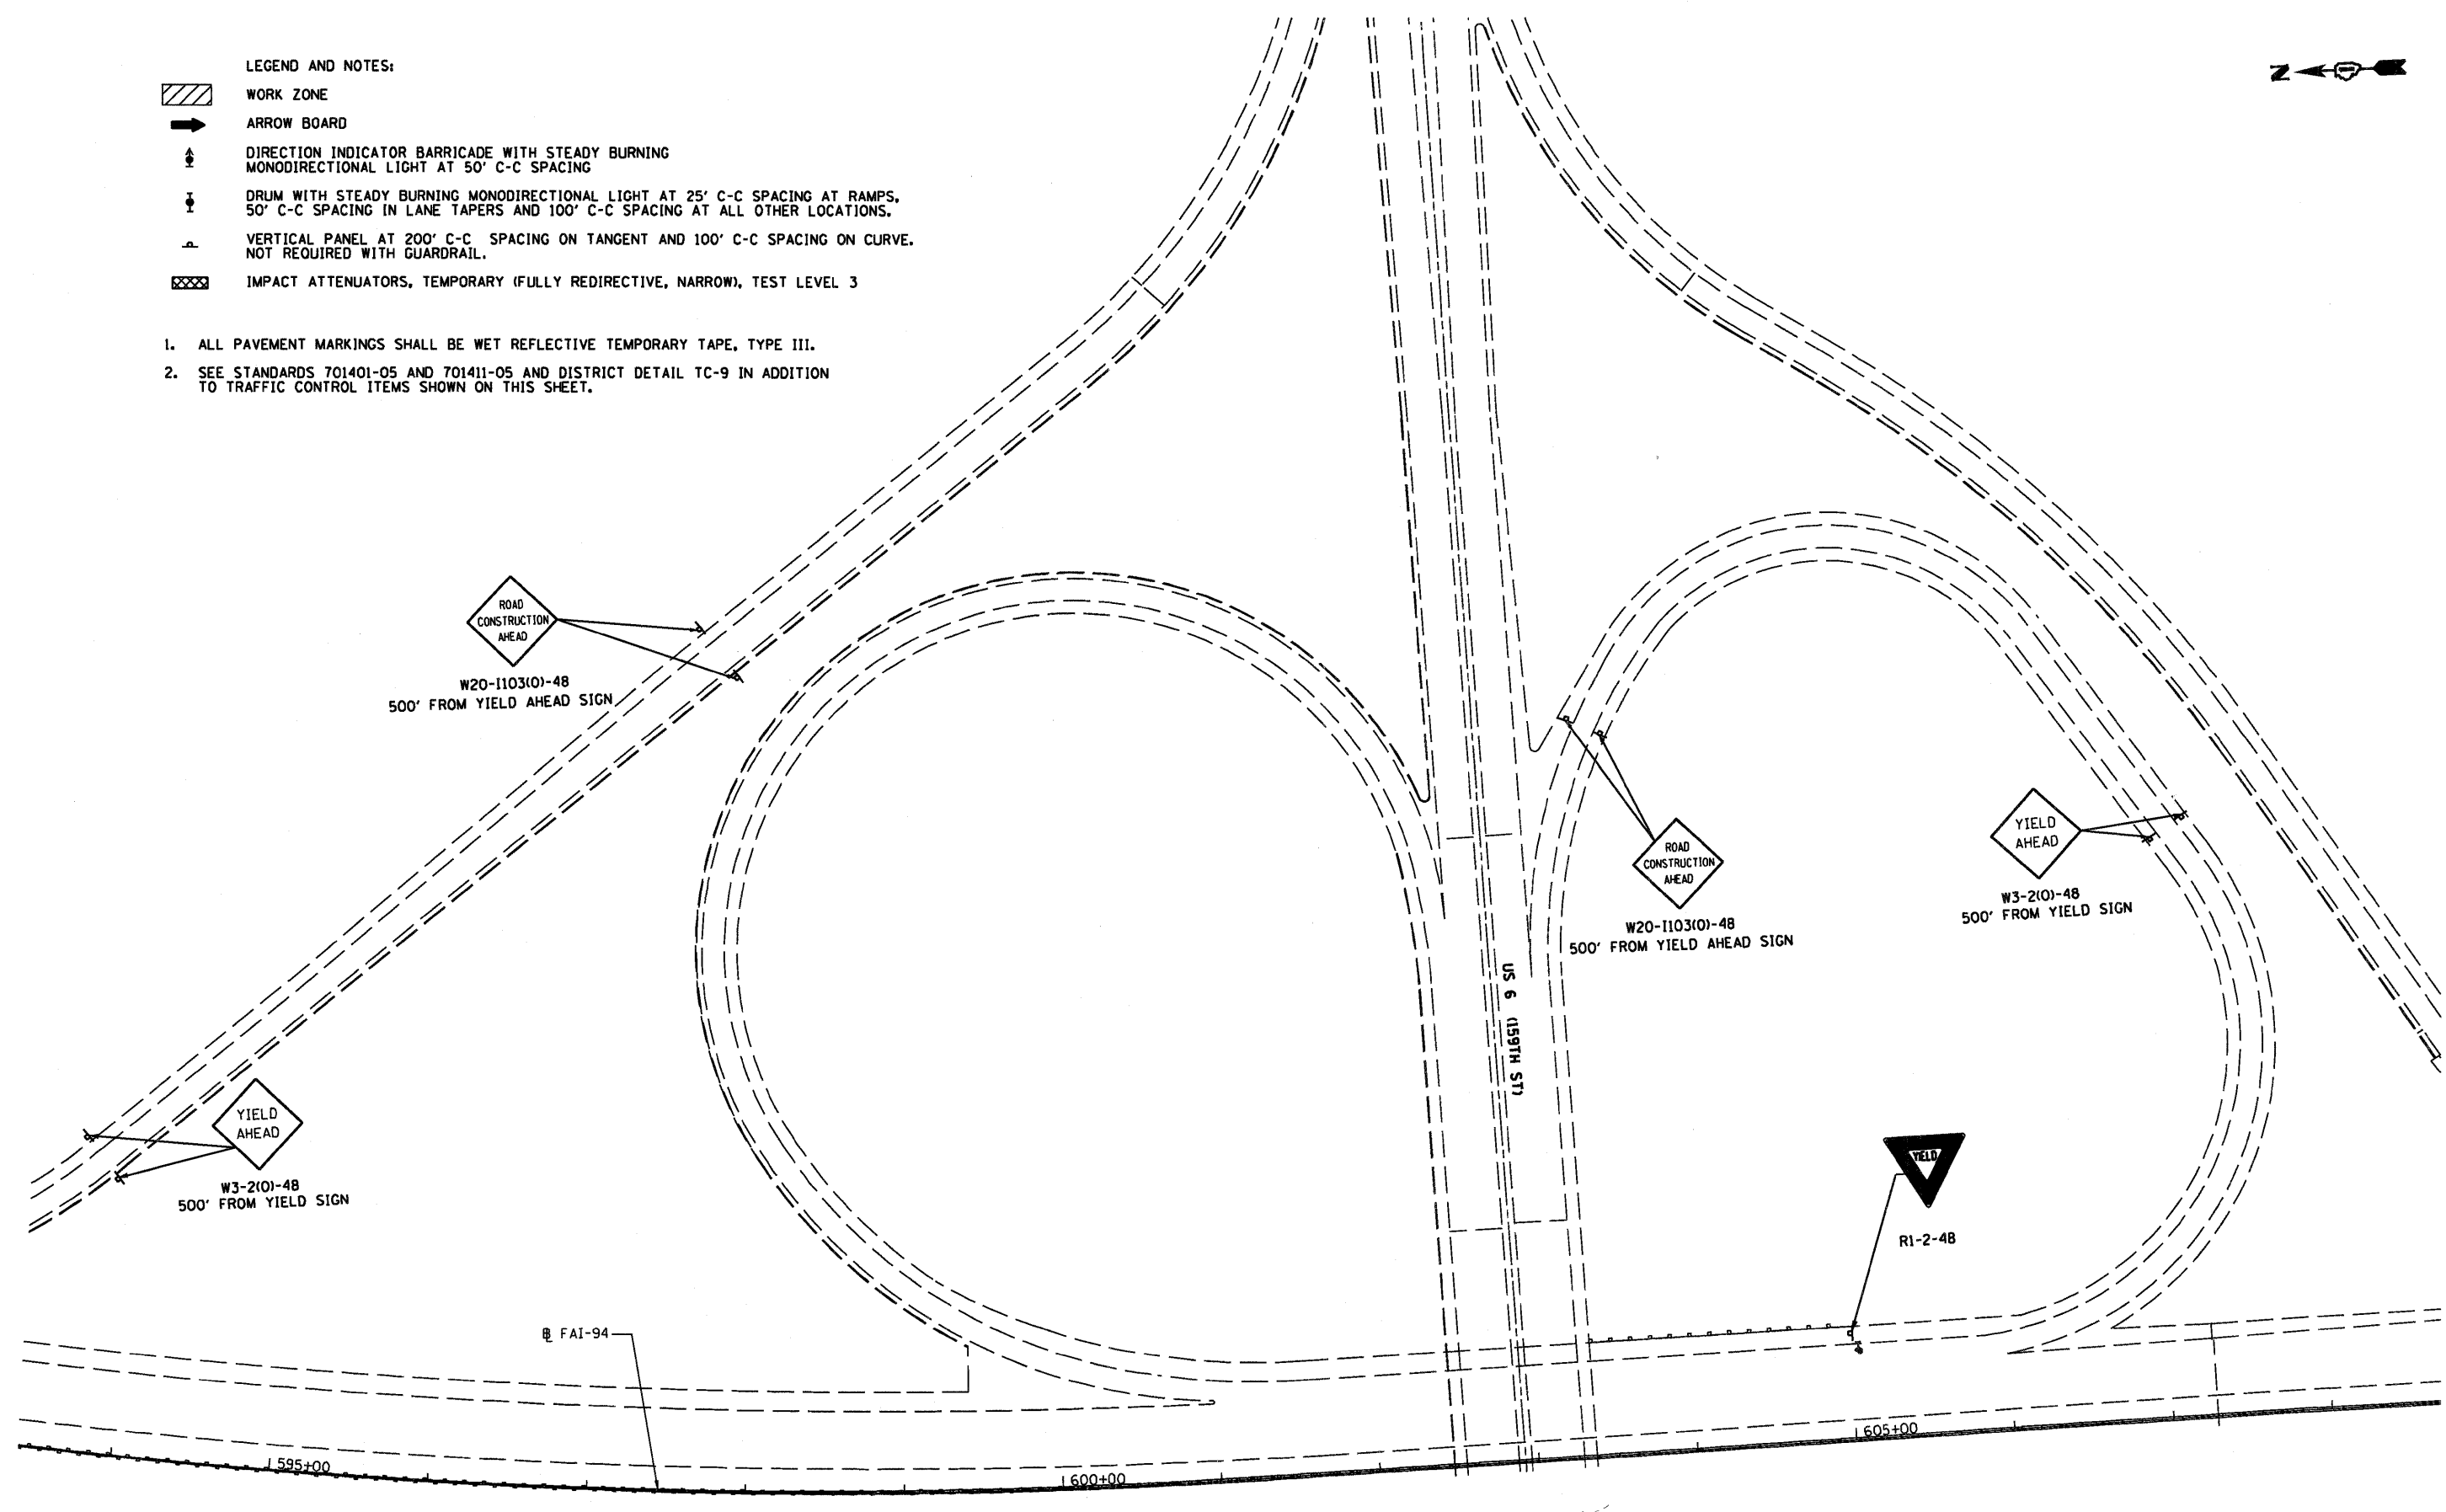 LEGEND AND NOTES:
WORK ZONE
ARROW BOARD
DIRECTION INDICATOR BARRICADE WITH STEADY BURNING
MONODIRECTIONAL LIGHT AT 50' C-C SPACING
DRUM WITH STEADY BURNING MONODIRECTIONAL LIGHT AT 25' C-C SPACING AT RAMPS,
50' C-C SPACING IN LANE TAPERS AND 100' C-C SPACING AT ALL OTHER LOCATIONS.
VERTICAL PANEL AT 200' C-C SPACING ON TANGENT AND 100' C-C SPACING ON CURVE.
NOT REQUIRED WITH GUARDRAIL.
IMPACT ATTENUATORS, TEMPORARY (FULLY REDIRECTIVE, NARROW), TEST LEVEL 3
1. ALL PAVEMENT MARKINGS SHALL BE WET REFLECTIVE TEMPORARY TAPE, TYPE III.
2. SEE STANDARDS 701401-05 AND 701411-05 AND DISTRICT DETAIL TC-9 IN ADDITION
TO TRAFFIC CONTROL ITEMS SHOWN ON THIS SHEET.
Z
ROAD
CONSTRUCTION
AHEAD
W20-I103(O)-48
500' FROM YIELD AHEAD SIGN
ROAD
CONSTRUCTION
AHEAD
W20-I103(O)-48
500' FROM YIELD AHEAD SIGN
YIELD
AHEAD
W3-2(O)-48
500' FROM YIELD SIGN
US 6 (159TH ST)
YIELD
AHEAD
W3-2(O)-48
500' FROM YIELD SIGN
YIELD
R1-2-48
℄ FAI-94
595+00
600+00
605+00